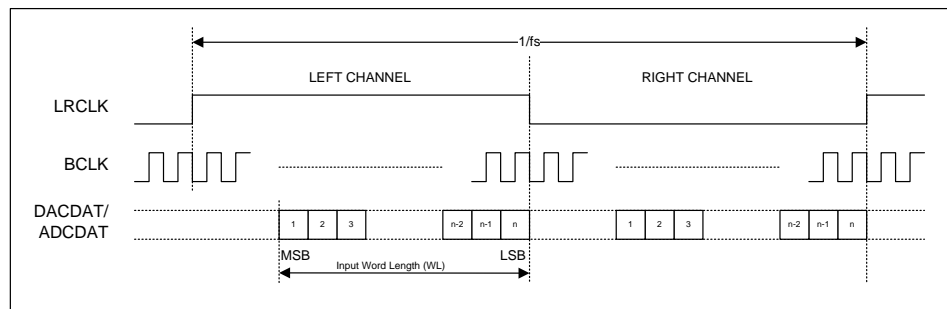 1/fs
LEFT CHANNEL RIGHT CHANNEL
LRCLK
BCLK
DACDAT/
ADCDAT
1 2 3 n-2 n-1 n 1 2 3 n-2 n-1 n
MSB LSB
Input Word Length (WL)